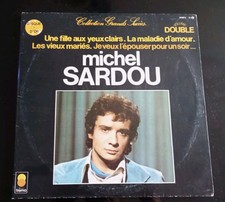 Collection Grands Succès
DOUBLE
Une fille aux yeux clairs. La maladie d'amour.
Les vieux mariés. Je veux l'épouser pour un soir...
michel
SARDOU